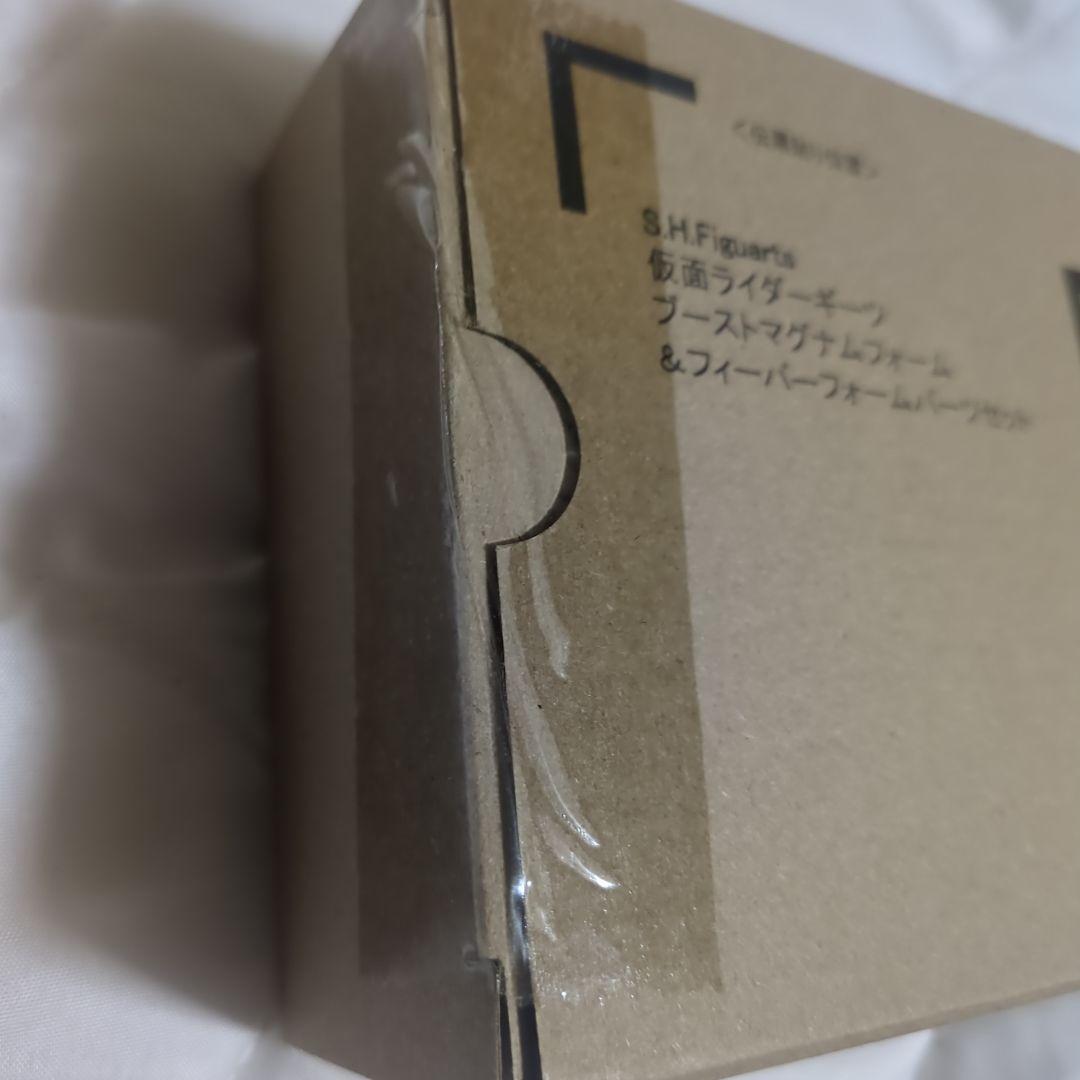 <伝票貼り位置>
S.H.Figuarts
仮面ライダーギーツ
ブーストマグナムフォーム
&フィーバーフォームパーツセット